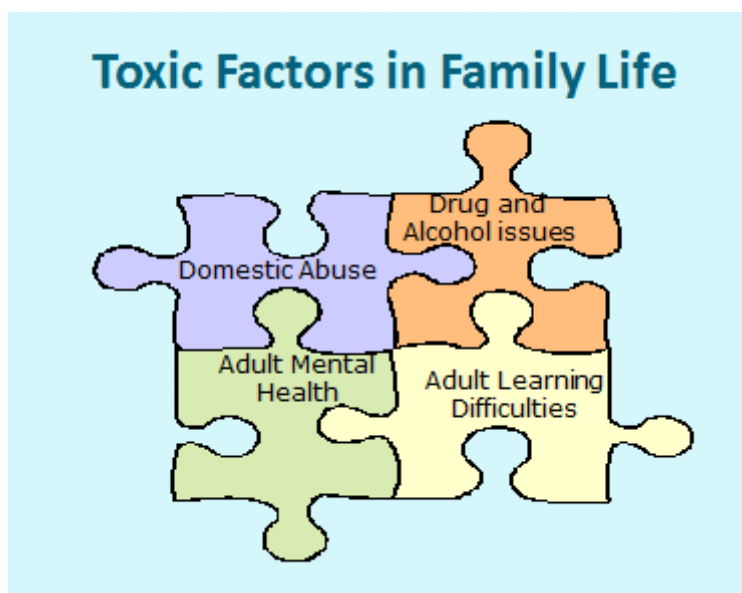 Toxic Factors in Family Life
Drug and
Alcohol issues
Domestic Abuse
Adult Mental
Health
Adult Learning
Difficulties